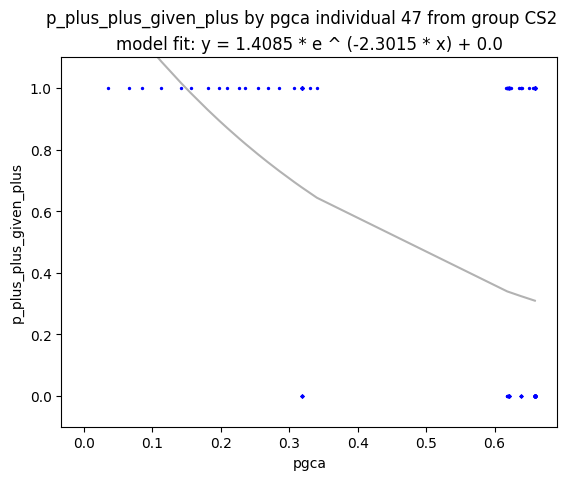 p_plus_plus_given_plus by pgca individual 47 from group CS2
model fit: y = 1.4085 * e ^ (-2.3015 * x) + 0.0
1.0
0.8
0.6
0.4
0.2
0.0
p_plus_plus_given_plus
0.0 0.1 0.2 0.3 0.4 0.5 0.6
pgca